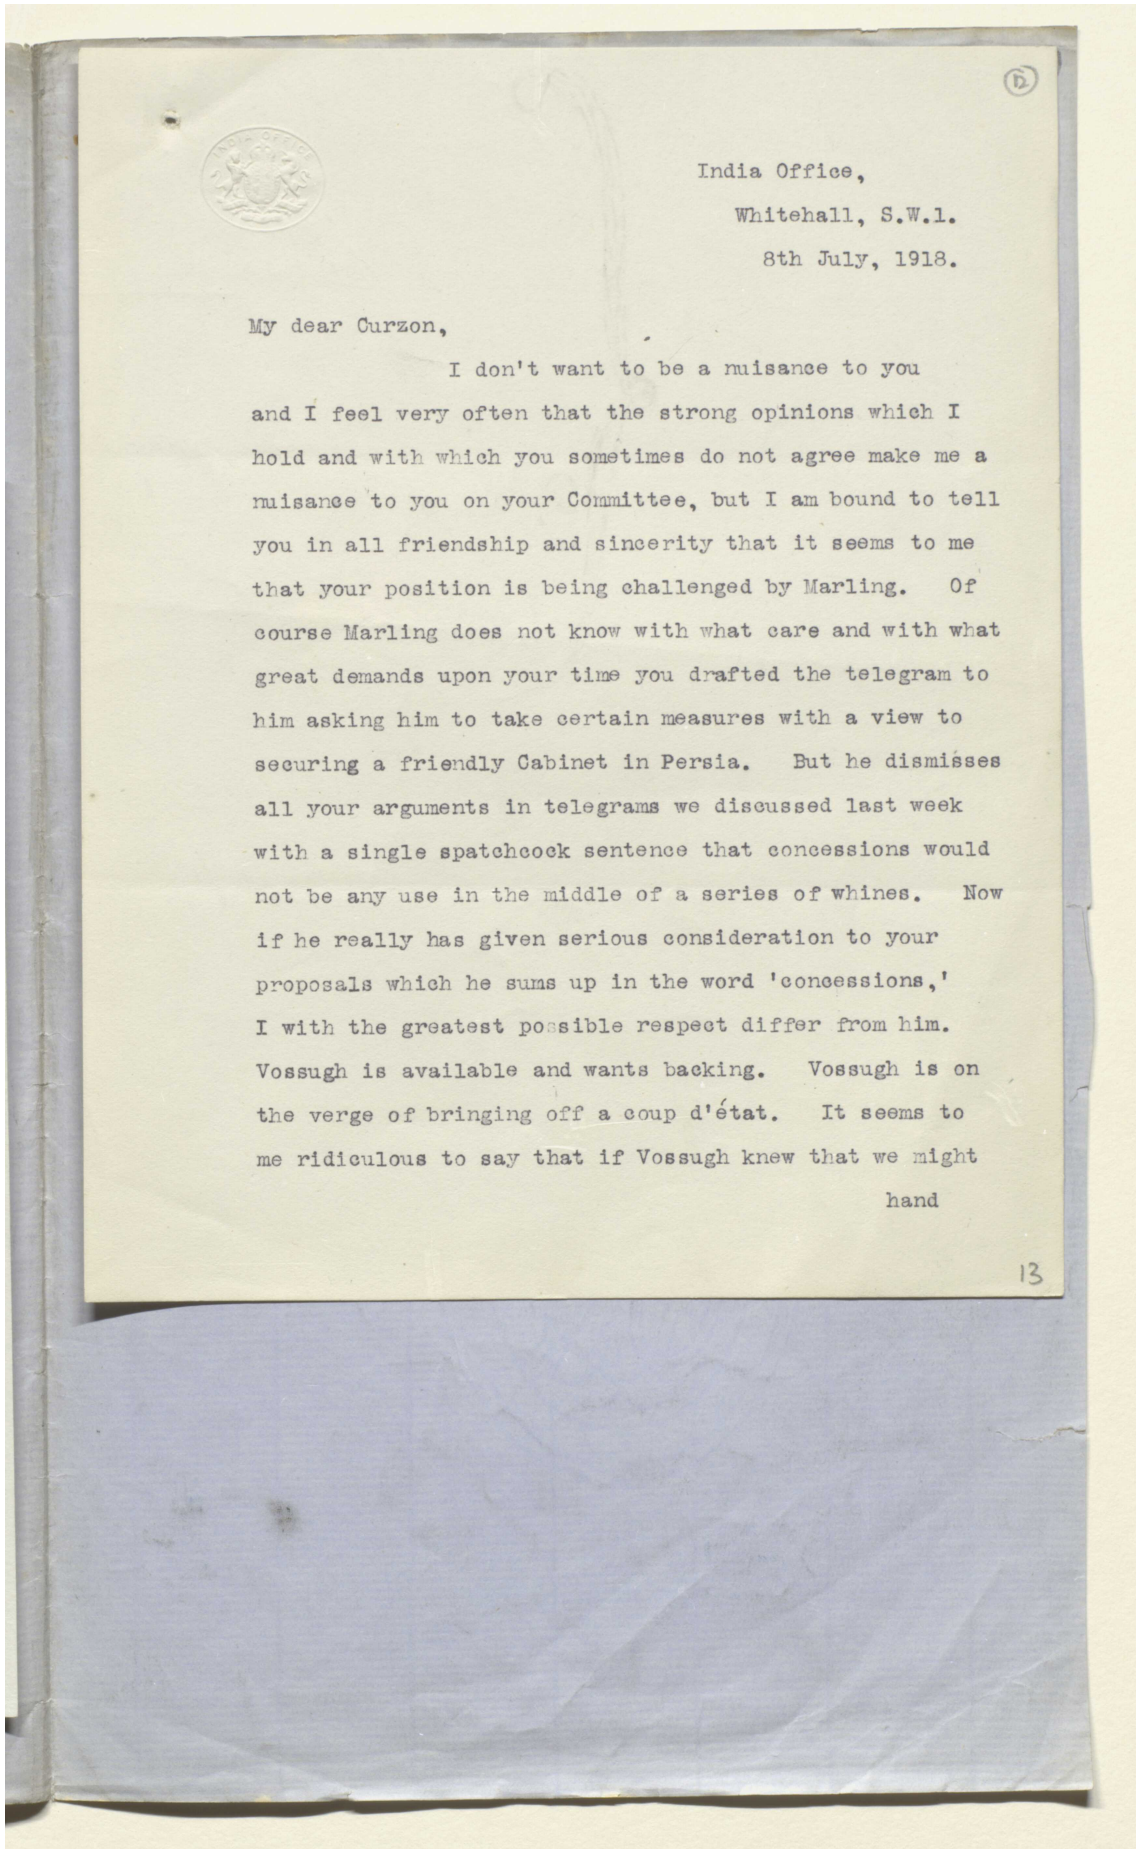 12
INDIA OFFICE
India Office,
Whitehall, S.W.1.
8th July, 1918.
My dear Curzon,
I don't want to be a nuisance to you
and I feel very often that the strong opinions which I
hold and with which you sometimes do not agree make me a
nuisance to you on your Committee, but I am bound to tell
you in all friendship and sincerity that it seems to me
that your position is being challenged by Marling. Of
course Marling does not know with what care and with what
great demands upon your time you drafted the telegram to
him asking him to take certain measures with a view to
securing a friendly Cabinet in Persia. But he dismisses
all your arguments in telegrams we discussed last week
with a single spatchcock sentence that concessions would
not be any use in the middle of a series of whines. Now
if he really has given serious consideration to your
proposals which he sums up in the word 'concessions,'
I with the greatest possible respect differ from him.
Vossugh is available and wants backing. Vossugh is on
the verge of bringing off a coup d'état. It seems to
me ridiculous to say that if Vossugh knew that we might
hand
13